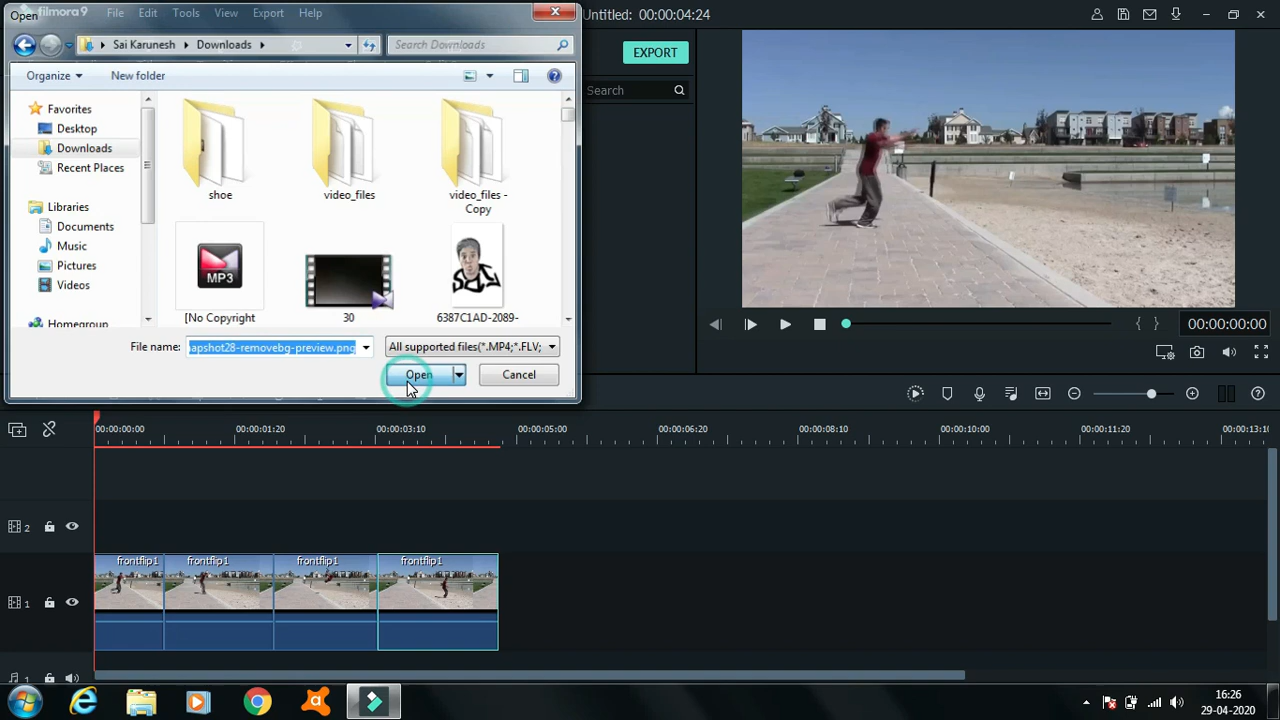 filmora9
File Edit Tools View Export Help
Untitled: 00:00:04:24
Open
Sai Karunesh Downloads
Search Downloads
EXPORT
Organize New folder
Search
Favorites
Desktop
Downloads
Recent Places
Libraries
Documents
Music
Pictures
Videos
Homegroup
shoe
video_files
video_files -
Copy
MP3
[No Copyright
30
6387C1AD-2089-
File name: apshot28-removebg-preview.png
All supported files(*.MP4;*.FLV;
Open
Cancel
00:00:00:00
00:00:00:00 00:00:01:20 00:00:03:10 00:00:05:00 00:00:06:20 00:00:08:10 00:00:10:00 00:00:11:20 00:00:13:10
2
frontflip1 frontflip1 frontflip1 frontflip1
1
1
16:26
29-04-2020